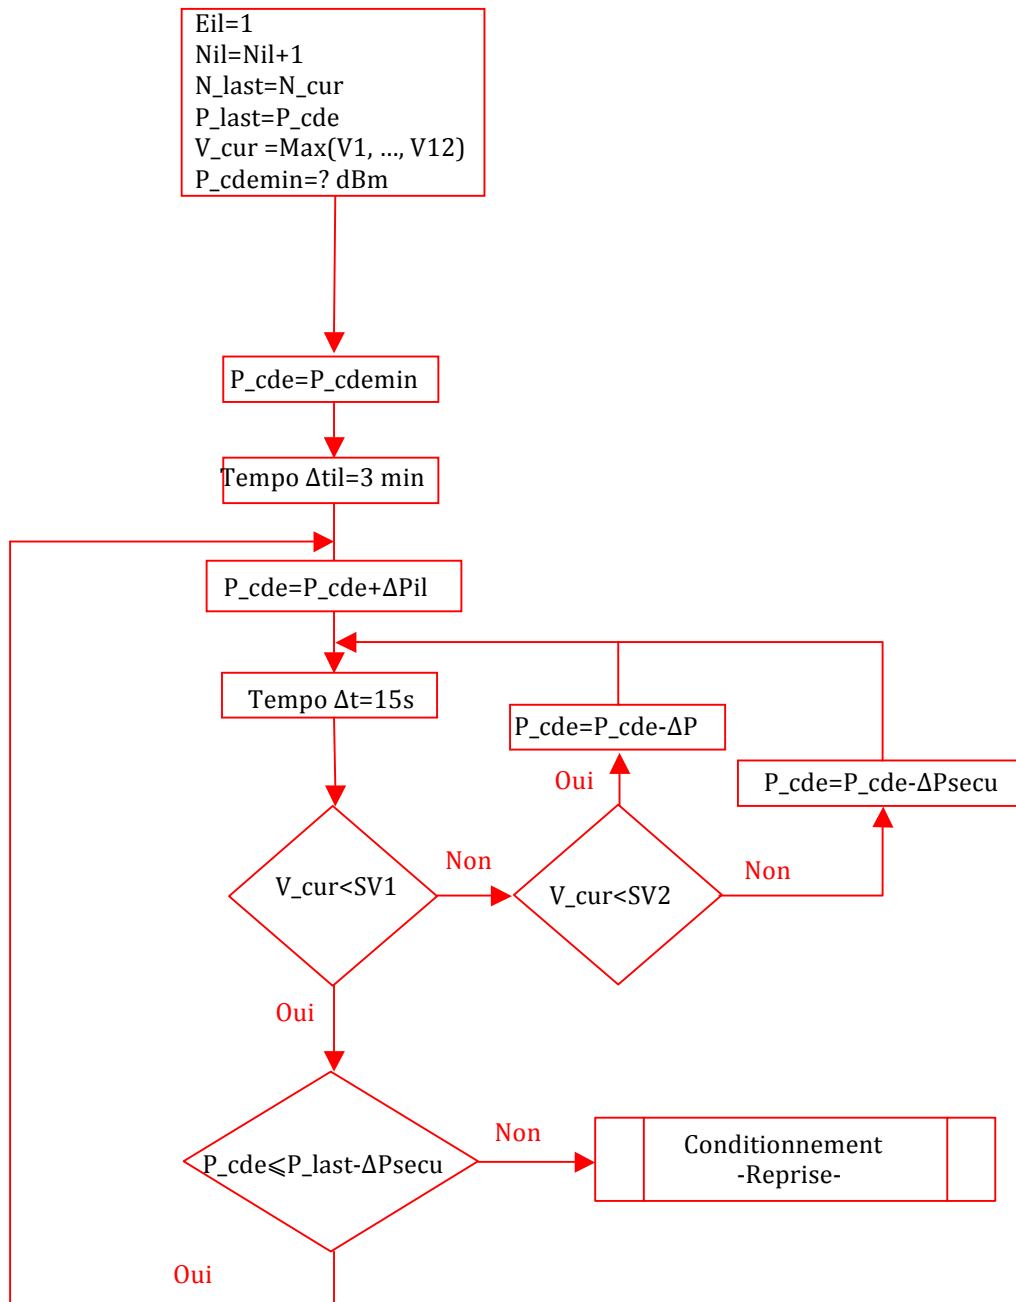 Eil=1
Nil=Nil+1
N_last=N_cur
P_last=P_cde
V_cur =Max(V1, ..., V12)
P_cdemin=? dBm
P_cde=P_cdemin
Tempo Δtil=3 min
P_cde=P_cde+ΔPil
Tempo Δt=15s
P_cde=P_cde-ΔP
Oui
P_cde=P_cde-ΔPsecu
V_cur<SV1
Non
V_cur<SV2
Non
Oui
P_cde⩽P_last-ΔPsecu
Non
Conditionnement
-Reprise-
Oui